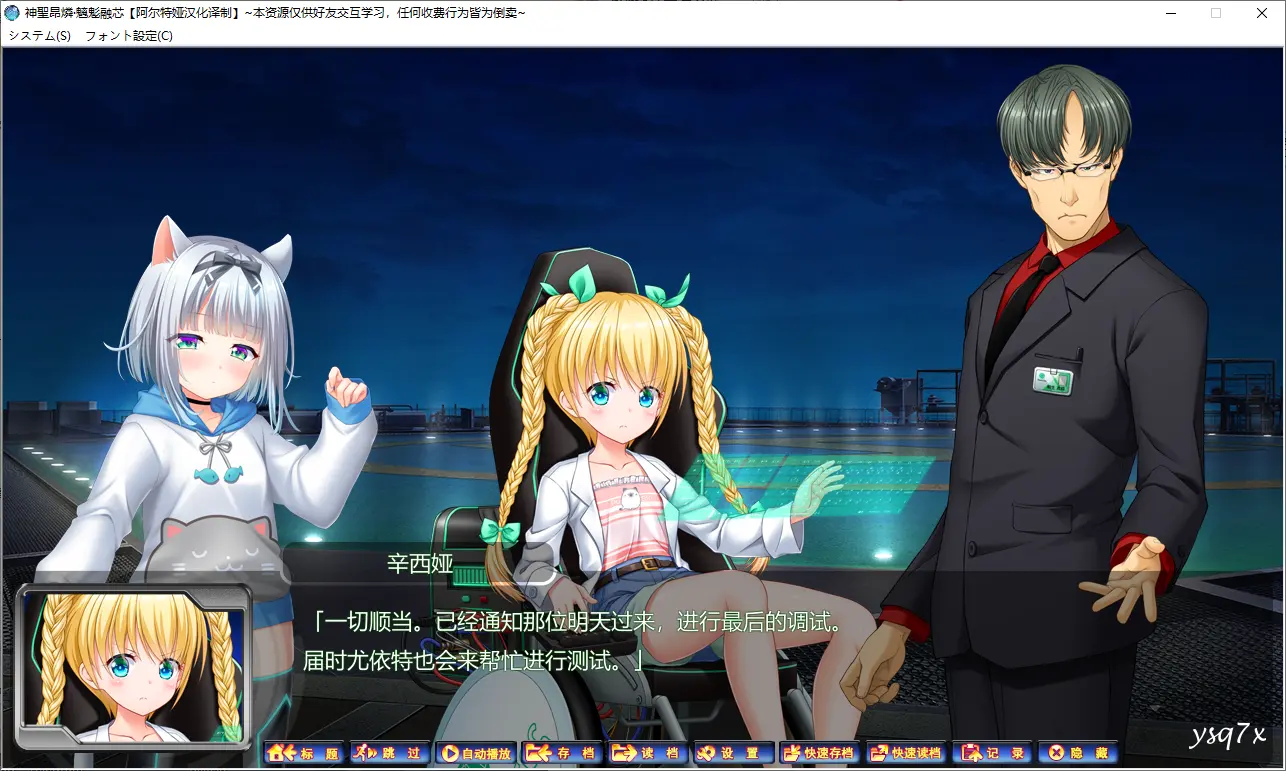 神聖昂燐·魑魁融芯【阿尔特娅汉化译制】~本资源仅供好友交互学习，任何收费行为皆为倒卖~
システム(S) フォント設定(C)
辛西娅
「一切顺当。已经通知那位明天过来，进行最后的调试。
届时尤依特也会来帮忙进行测试。」
标 题 跳 过 自动播放 存 档 读 档 设 置 快速存档 快速读档 记 录 隐 藏
ysq7x